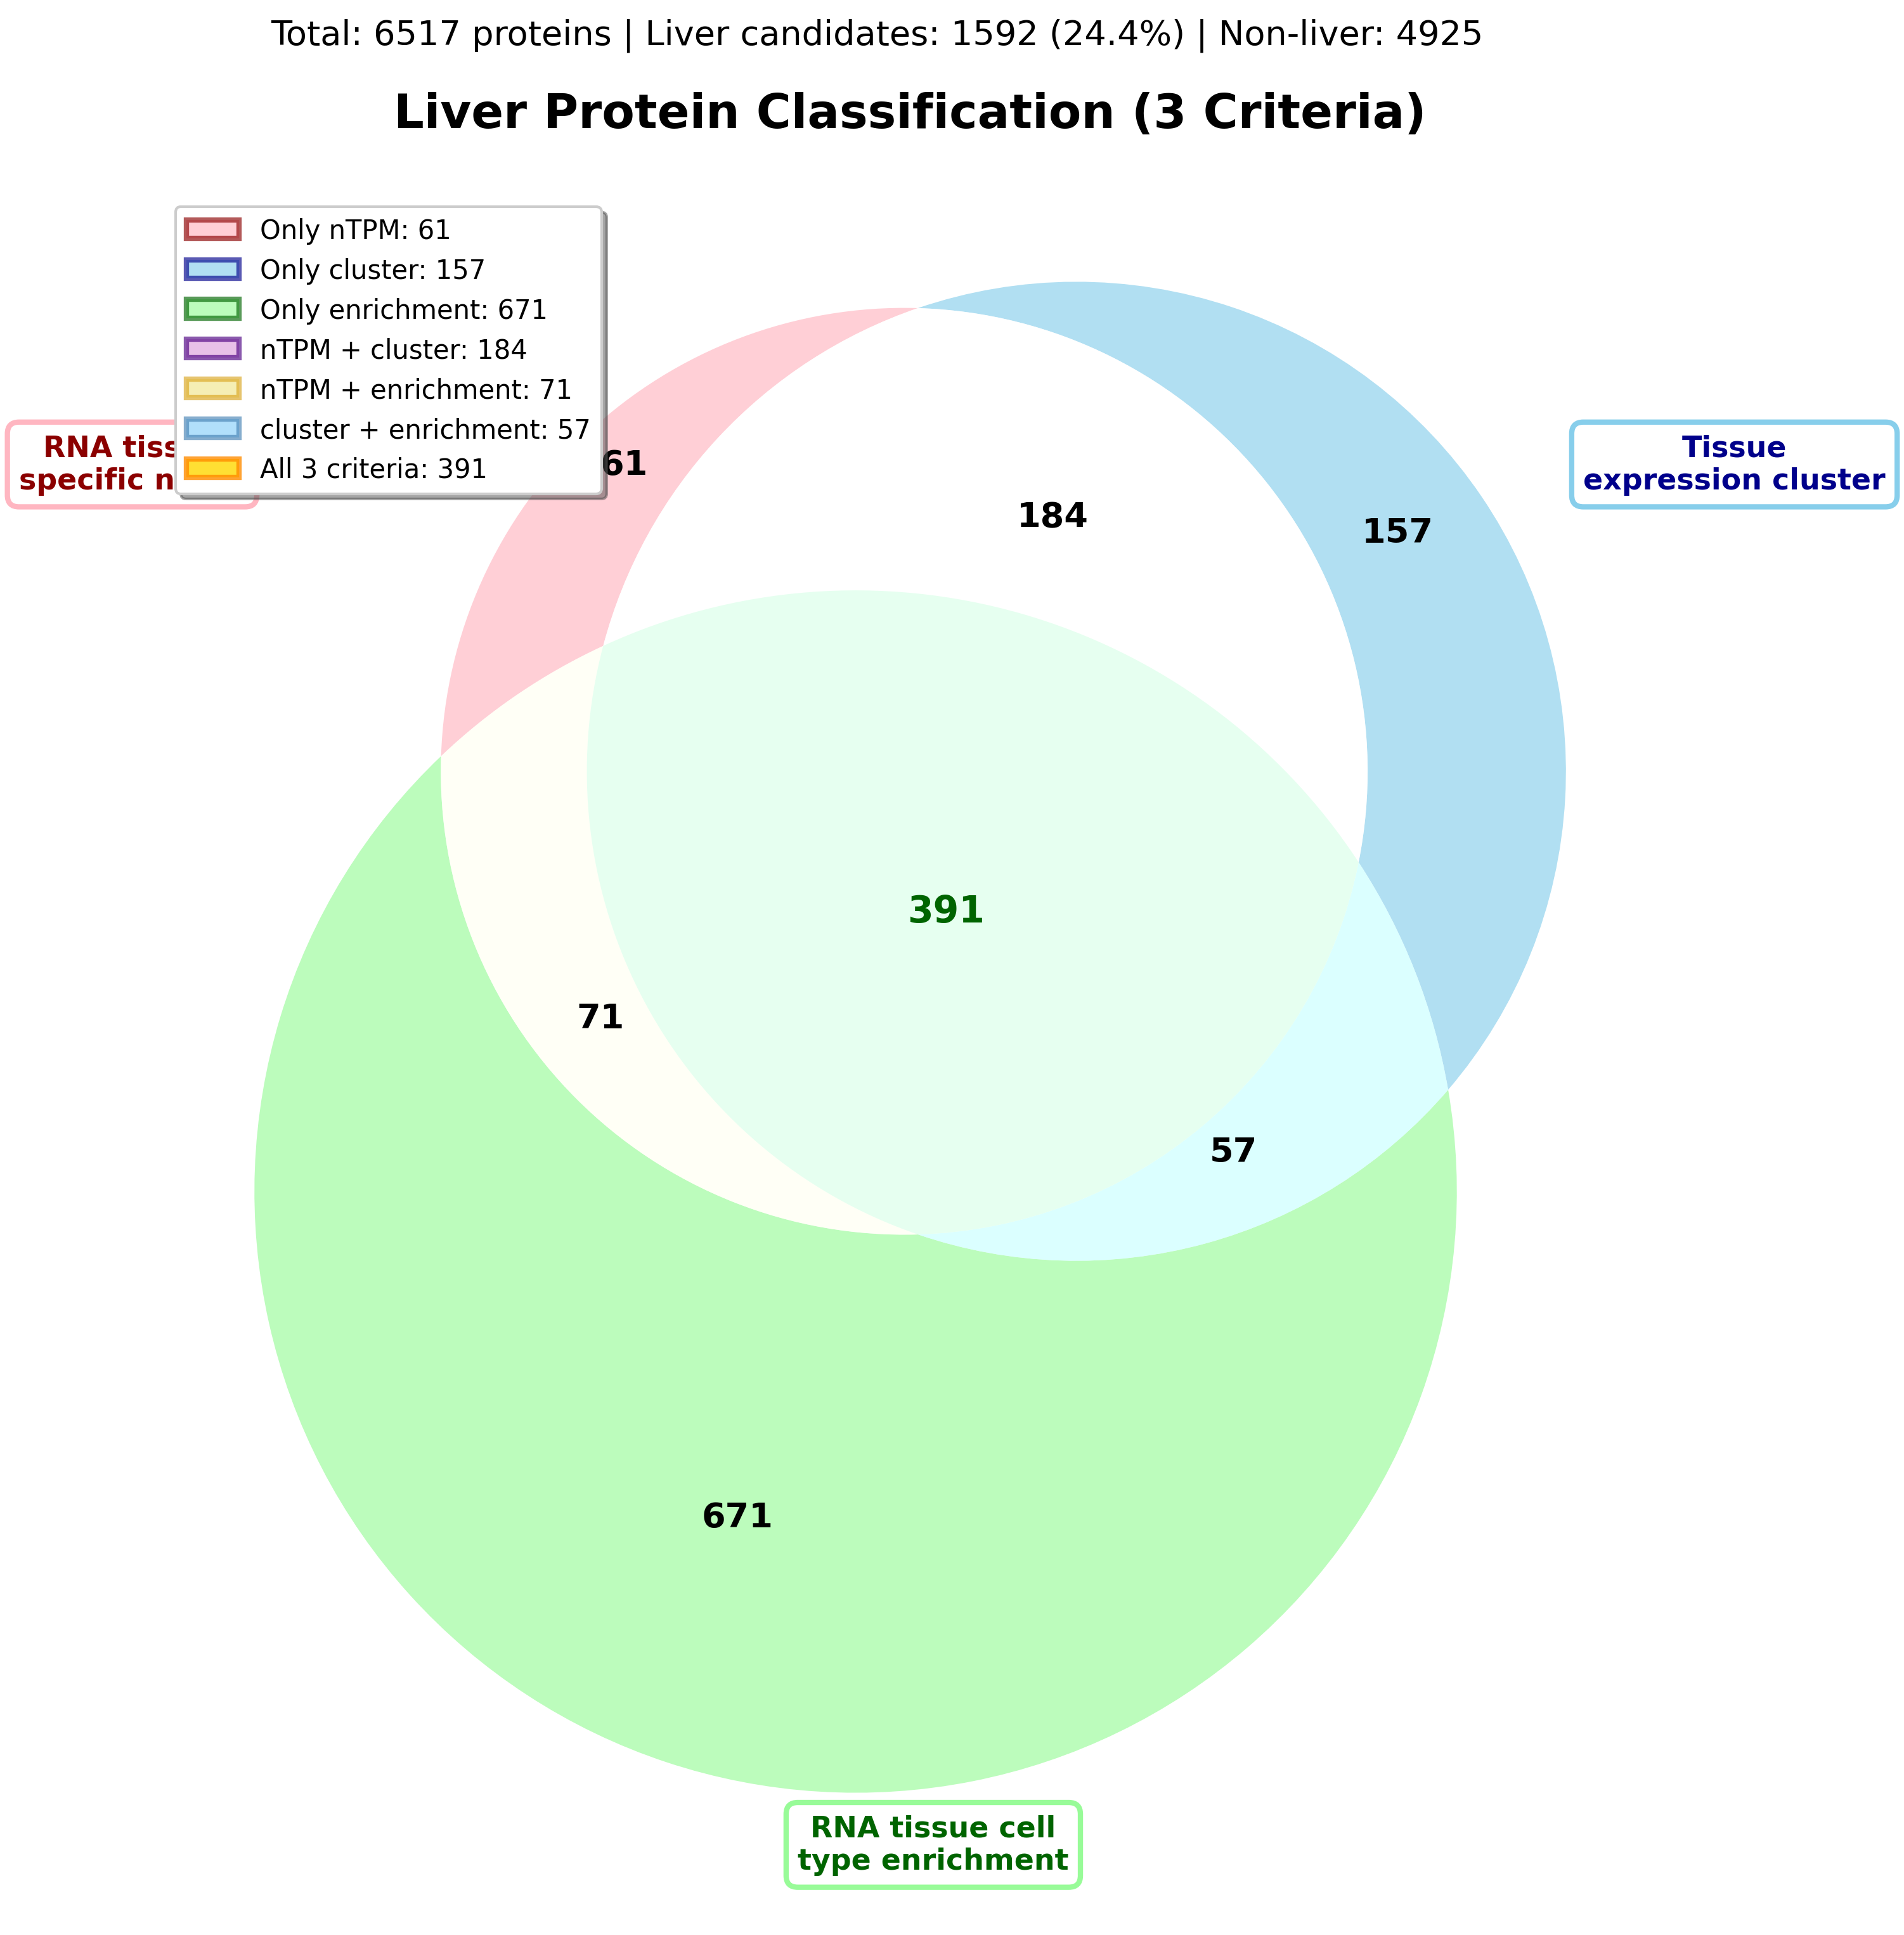 Total: 6517 proteins | Liver candidates: 1592 (24.4%) | Non-liver: 4925
Liver Protein Classification (3 Criteria)
Only nTPM: 61
Only cluster: 157
Only enrichment: 671
nTPM + cluster: 184
nTPM + enrichment: 71
cluster + enrichment: 57
All 3 criteria: 391
RNA
specific
Tissue
expression cluster
61
184
157
391
71
57
671
RNA tissue cell
type enrichment